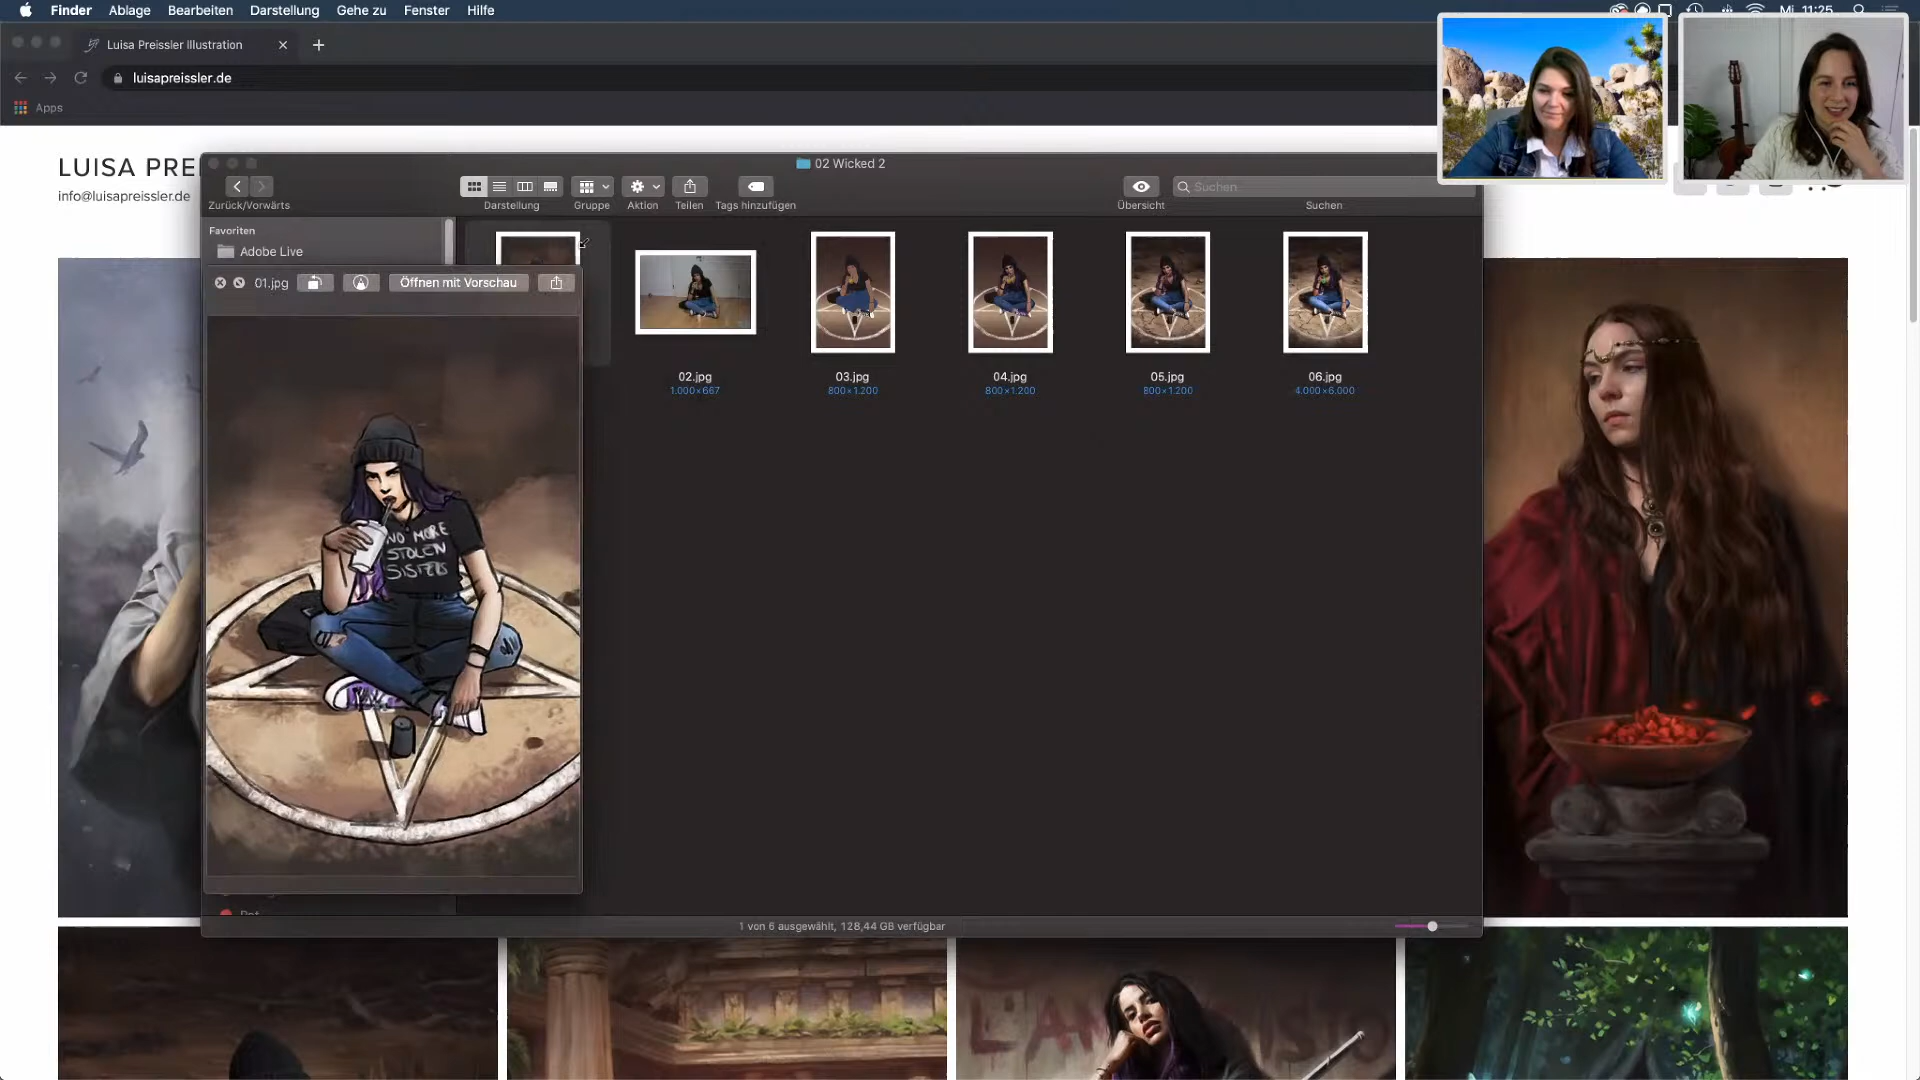 Finder Ablage Bearbeiten Darstellung Gehe zu Fenster Hilfe
Mi. 11:25
Luisa Preissler Illustration
luisapreissler.de
Apps
LUISA PREI
info@luisapreissler.de
02 Wicked 2
Zurück/Vorwärts Darstellung Gruppe Aktion Teilen Tags hinzufügen Übersicht Suchen
Suchen
Favoriten
Adobe Live
01.jpg Öffnen mit Vorschau
02.jpg 03.jpg 04.jpg 05.jpg 06.jpg
1.000×667 800×1.200 800×1.200 800×1.200 4.000×6.000
NO MORE
STOLEN
SISTERS
1 von 6 ausgewählt, 128,44 GB verfügbar